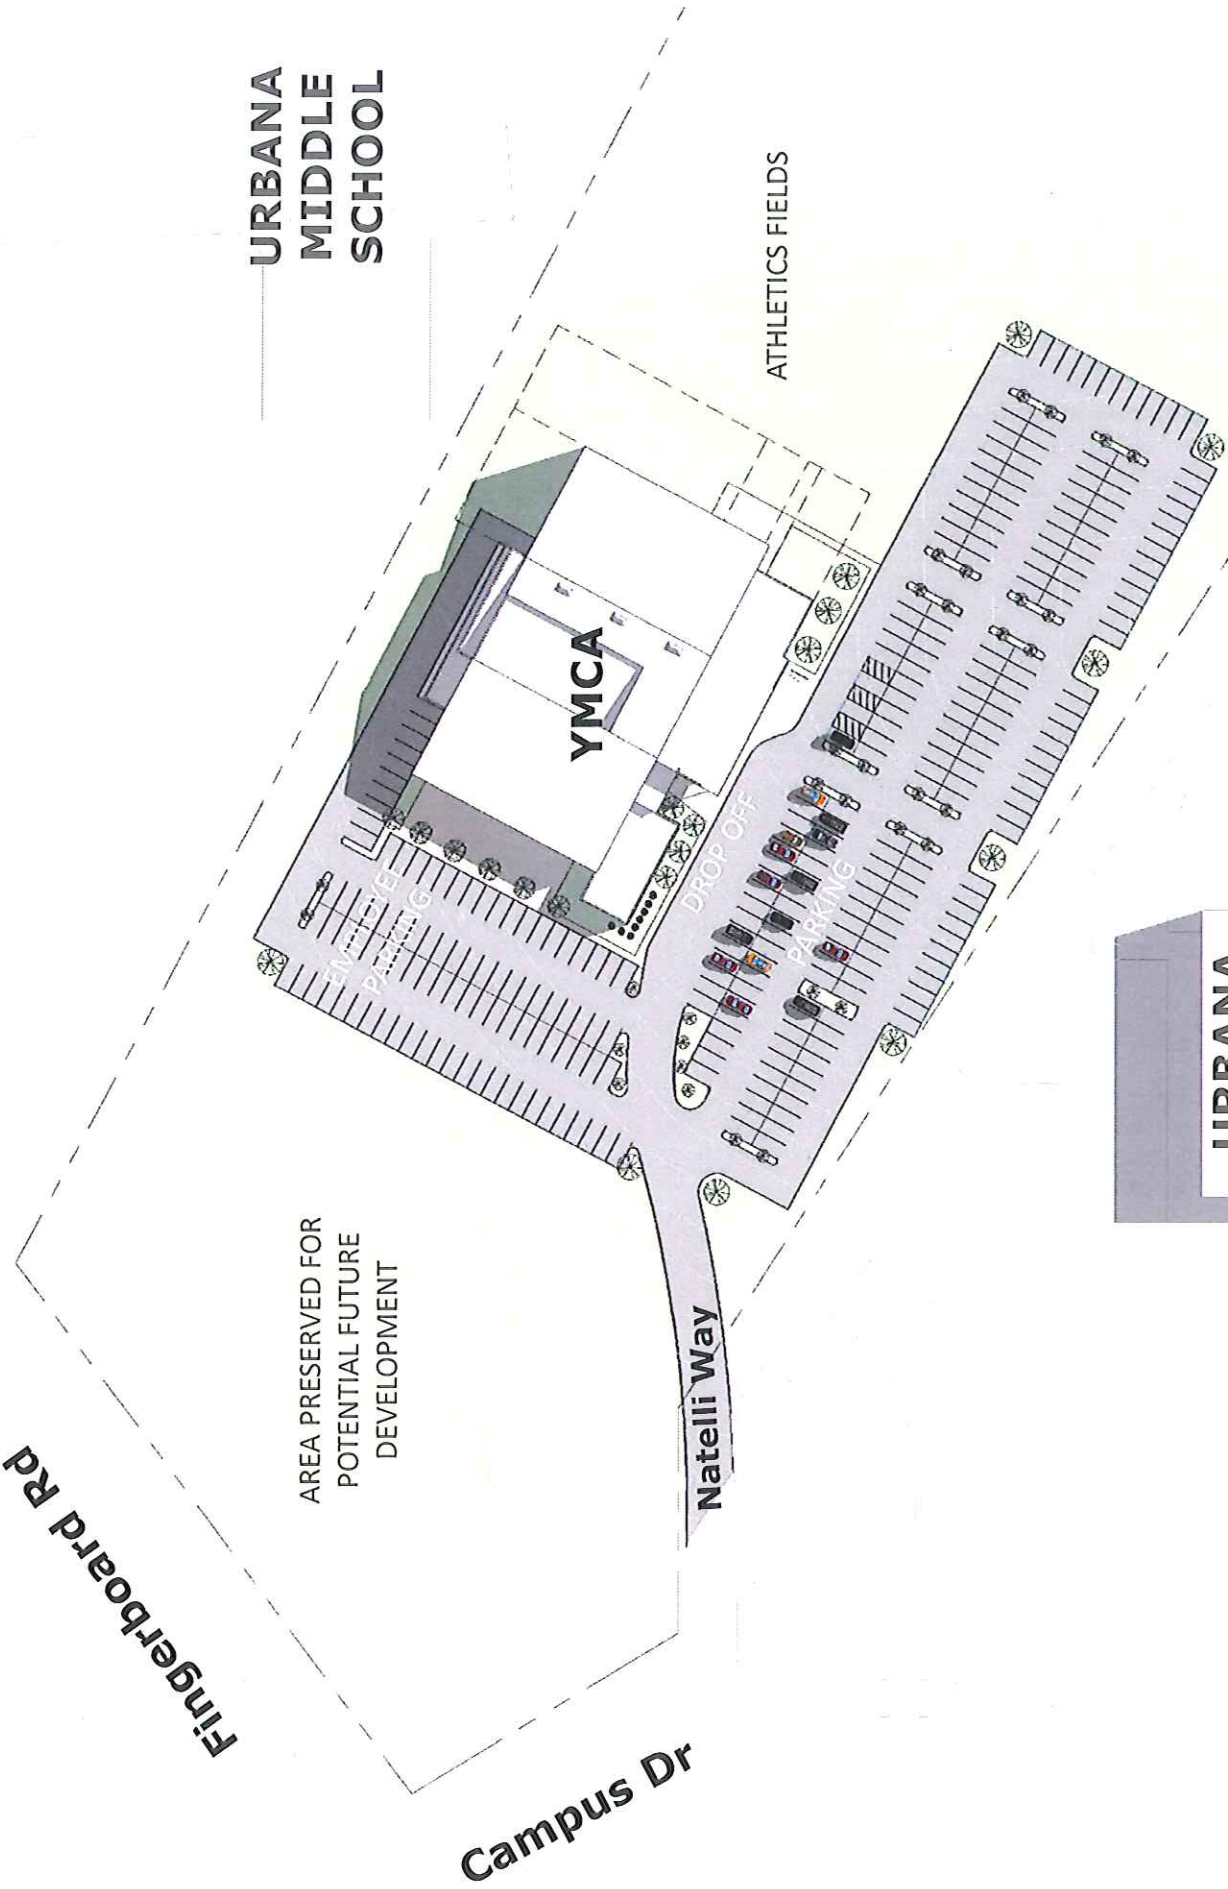 URBANA
MIDDLE
SCHOOL
ATHLETICS FIELDS
YMCA
EMPLOYEE
PARKING
DROP OFF
PARKING
AREA PRESERVED FOR
POTENTIAL FUTURE
DEVELOPMENT
Natelli Way
Fingerboard Rd
Campus Dr
URBANA